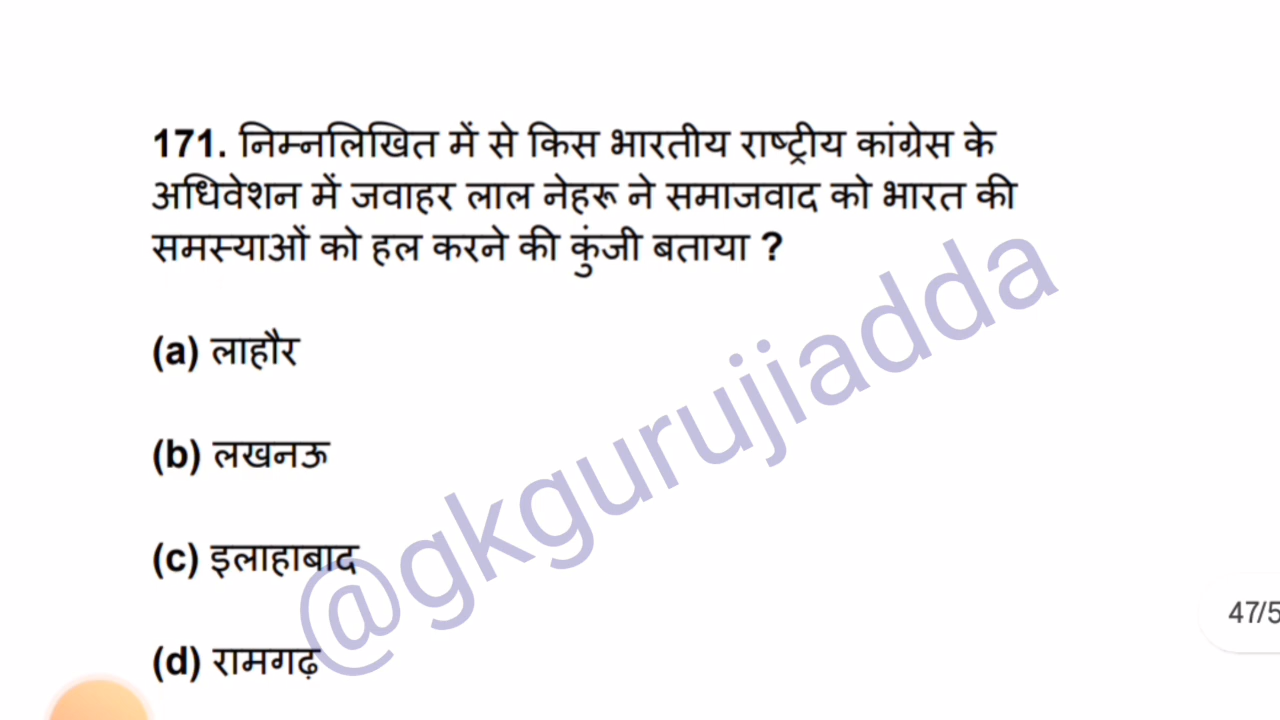 171. निम्नलिखित में से किस भारतीय राष्ट्रीय कांग्रेस के
अधिवेशन में जवाहर लाल नेहरू ने समाजवाद को भारत की
समस्याओं को हल करने की कुंजी बताया ?
(a) लाहौर
(b) लखनऊ
(c) इलाहाबाद
(d) रामगढ़
@gkgurujiadda
47/5